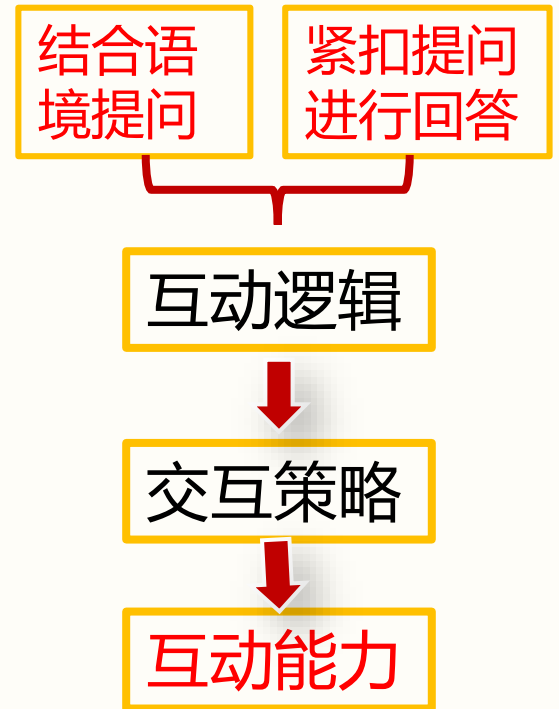 结合语
境提问
紧扣提问
进行回答
互动逻辑
交互策略
互动能力